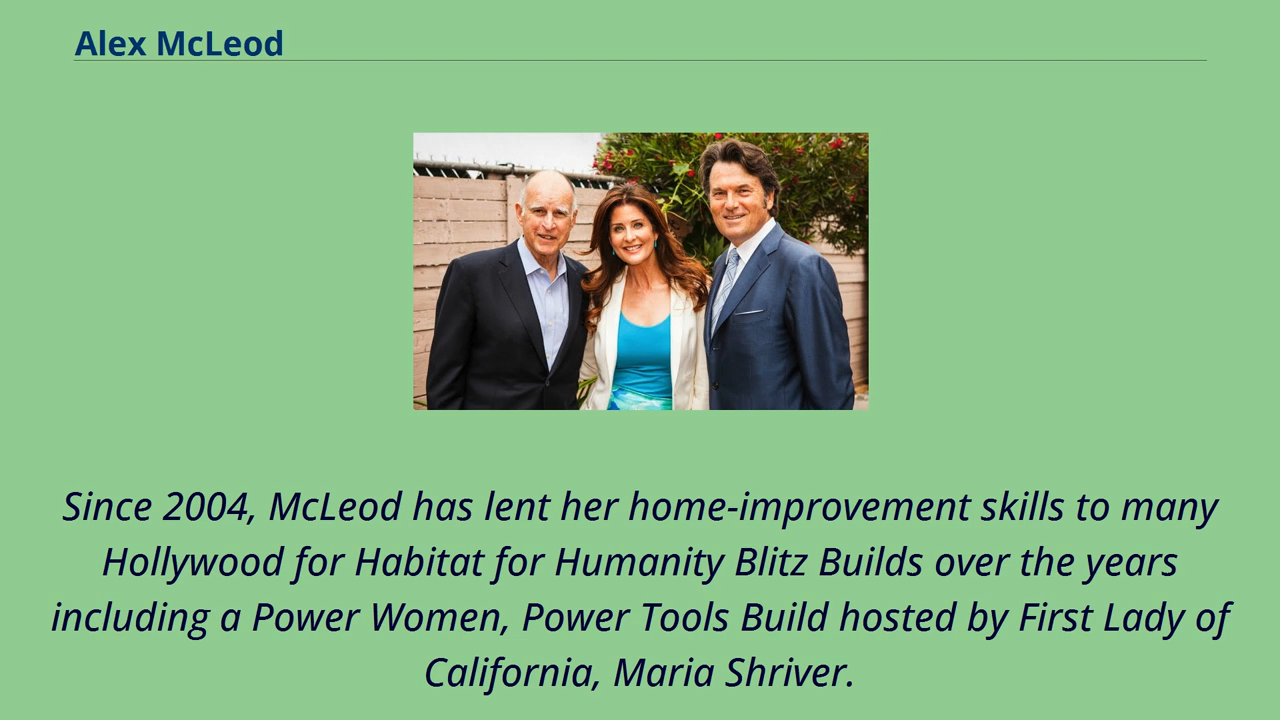 Alex McLeod
Since 2004, McLeod has lent her home-improvement skills to many
Hollywood for Habitat for Humanity Blitz Builds over the years
including a Power Women, Power Tools Build hosted by First Lady of
California, Maria Shriver.